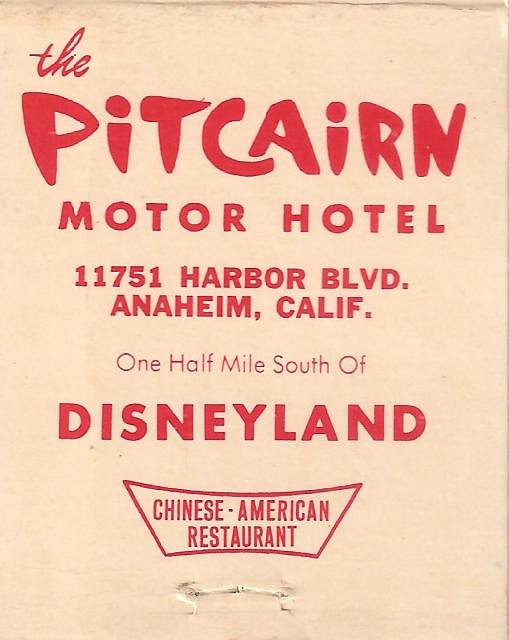 the
PiTCAiRN
MOTOR HOTEL
11751 HARBOR BLVD.
ANAHEIM, CALIF.
One Half Mile South Of
DISNEYLAND
CHINESE-AMERICAN
RESTAURANT